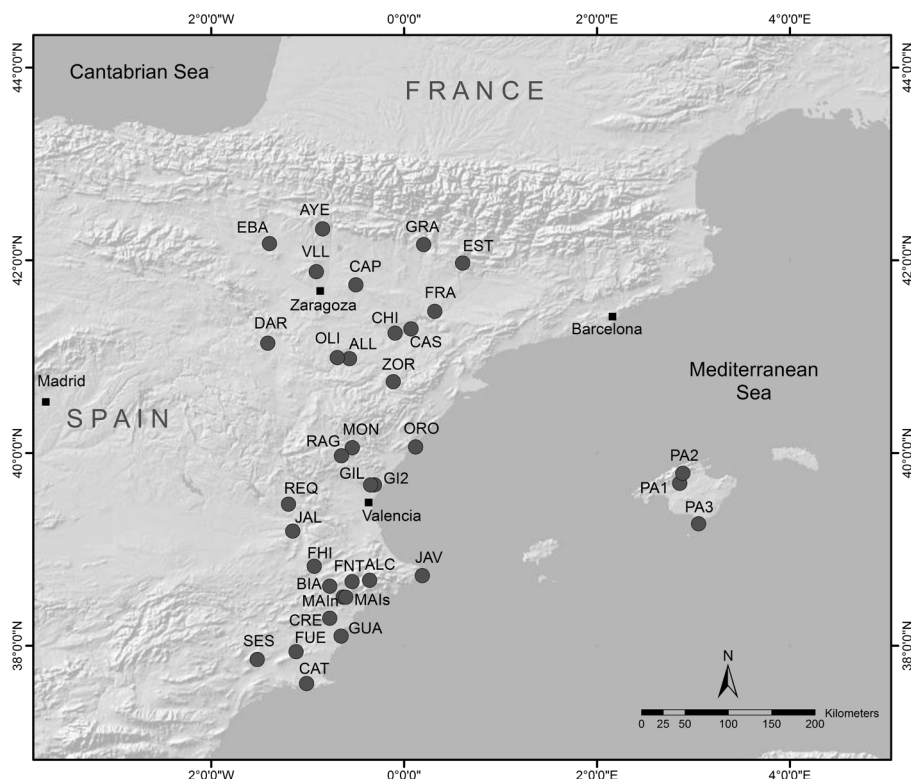 2°0'0"W 0°0'0" 2°0'0"E 4°0'0"E
44°0'0"N 44°0'0"N
Cantabrian Sea
FRANCE
AYE
EBA GRA
EST
VLL
42°0'0"N 42°0'0"N
CAP
Zaragoza FRA
DAR CHI
Barcelona
OLI ALL CAS
ZOR
Mediterranean
Sea
Madrid
SPAIN
MON ORO
RAG
40°0'0"N 40°0'0"N
PA2
GIL GI2
REQ PA1
Valencia PA3
JAL
FHI FNT ALC JAV
BIA
MAIn MAIs
CRE GUA
SES FUE
38°0'0"N 38°0'0"N
CAT
N
Kilometers
0 25 50 100 150 200
2°0'0"W 0°0'0" 2°0'0"E 4°0'0"E